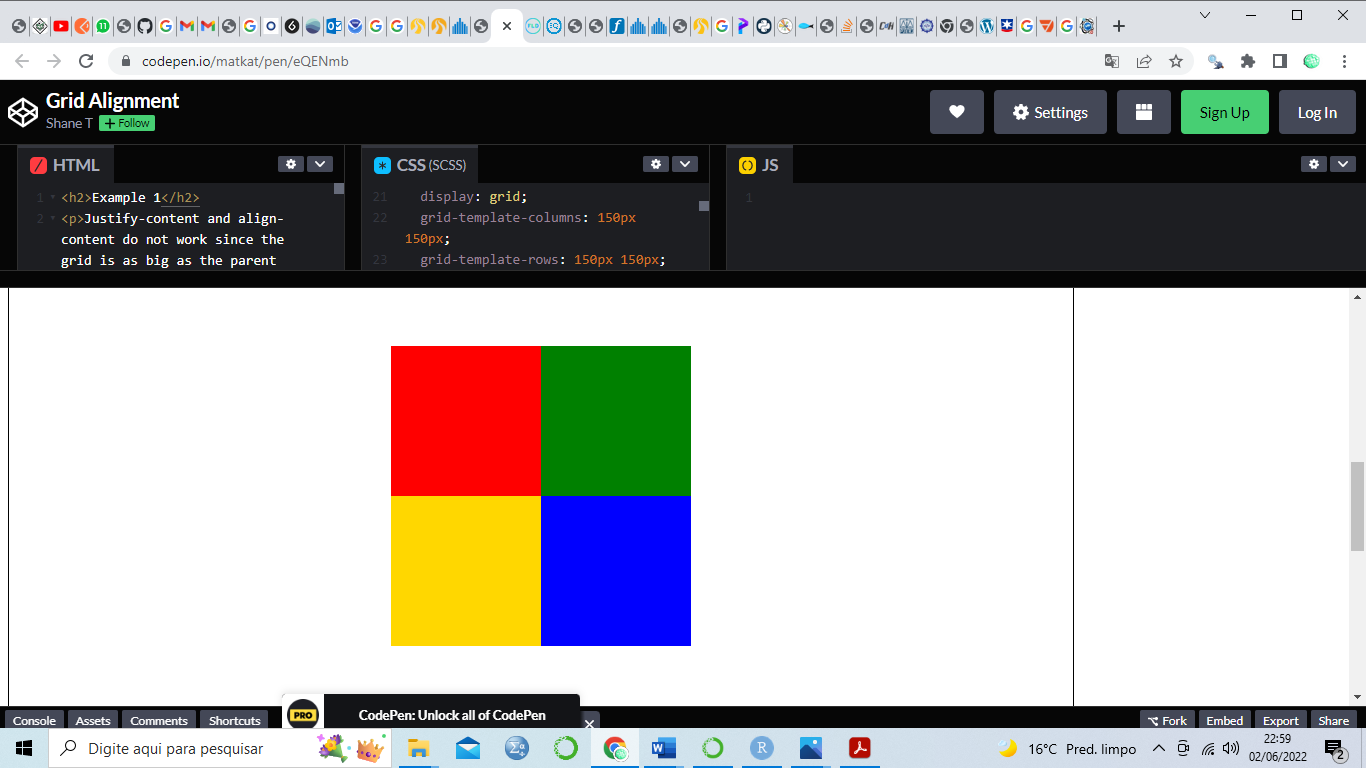 codepen.io/matkat/pen/eQENmb
Grid Alignment
Shane T
+ Follow
Settings
Sign Up
Log In
HTML
1 <h2>Example 1</h2>
2 <p>Justify-content and align-
content do not work since the
grid is as big as the parent
CSS (SCSS)
21 display: grid;
22 grid-template-columns: 150px
150px;
23 grid-template-rows: 150px 150px;
JS
1
PRO
CodePen: Unlock all of CodePen
Console
Assets
Comments
Shortcuts
Fork
Embed
Export
Share
Digite aqui para pesquisar
16°C Pred. limpo
22:59
02/06/2022
2